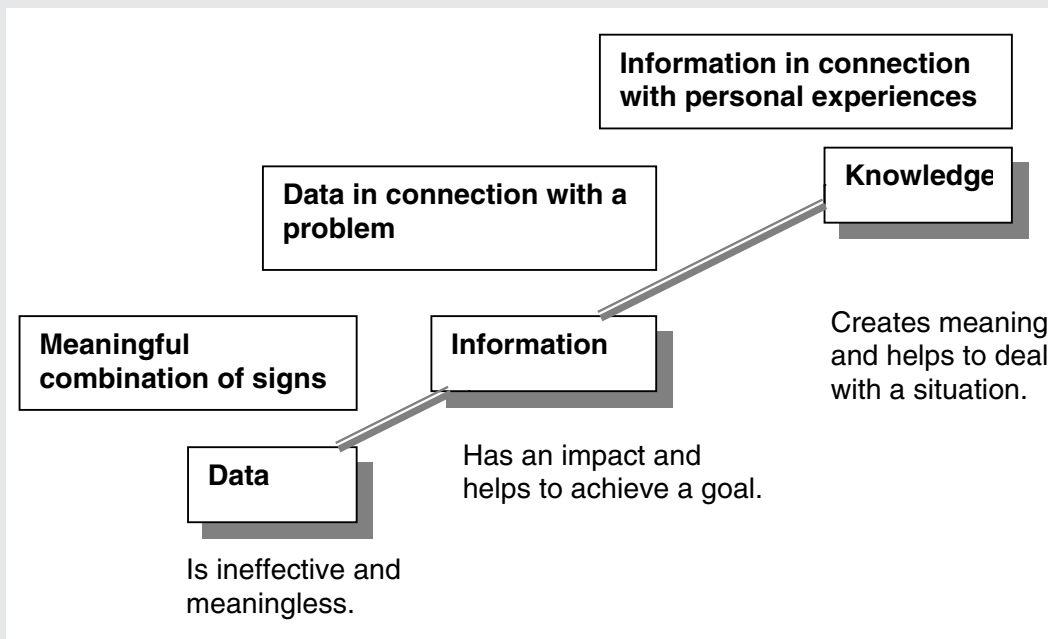 Information in connection
with personal experiences
Knowledge
Data in connection with a
problem
Creates meaning
and helps to deal
with a situation.
Meaningful
combination of signs
Information
Has an impact and
helps to achieve a goal.
Data
Is ineffective and
meaningless.